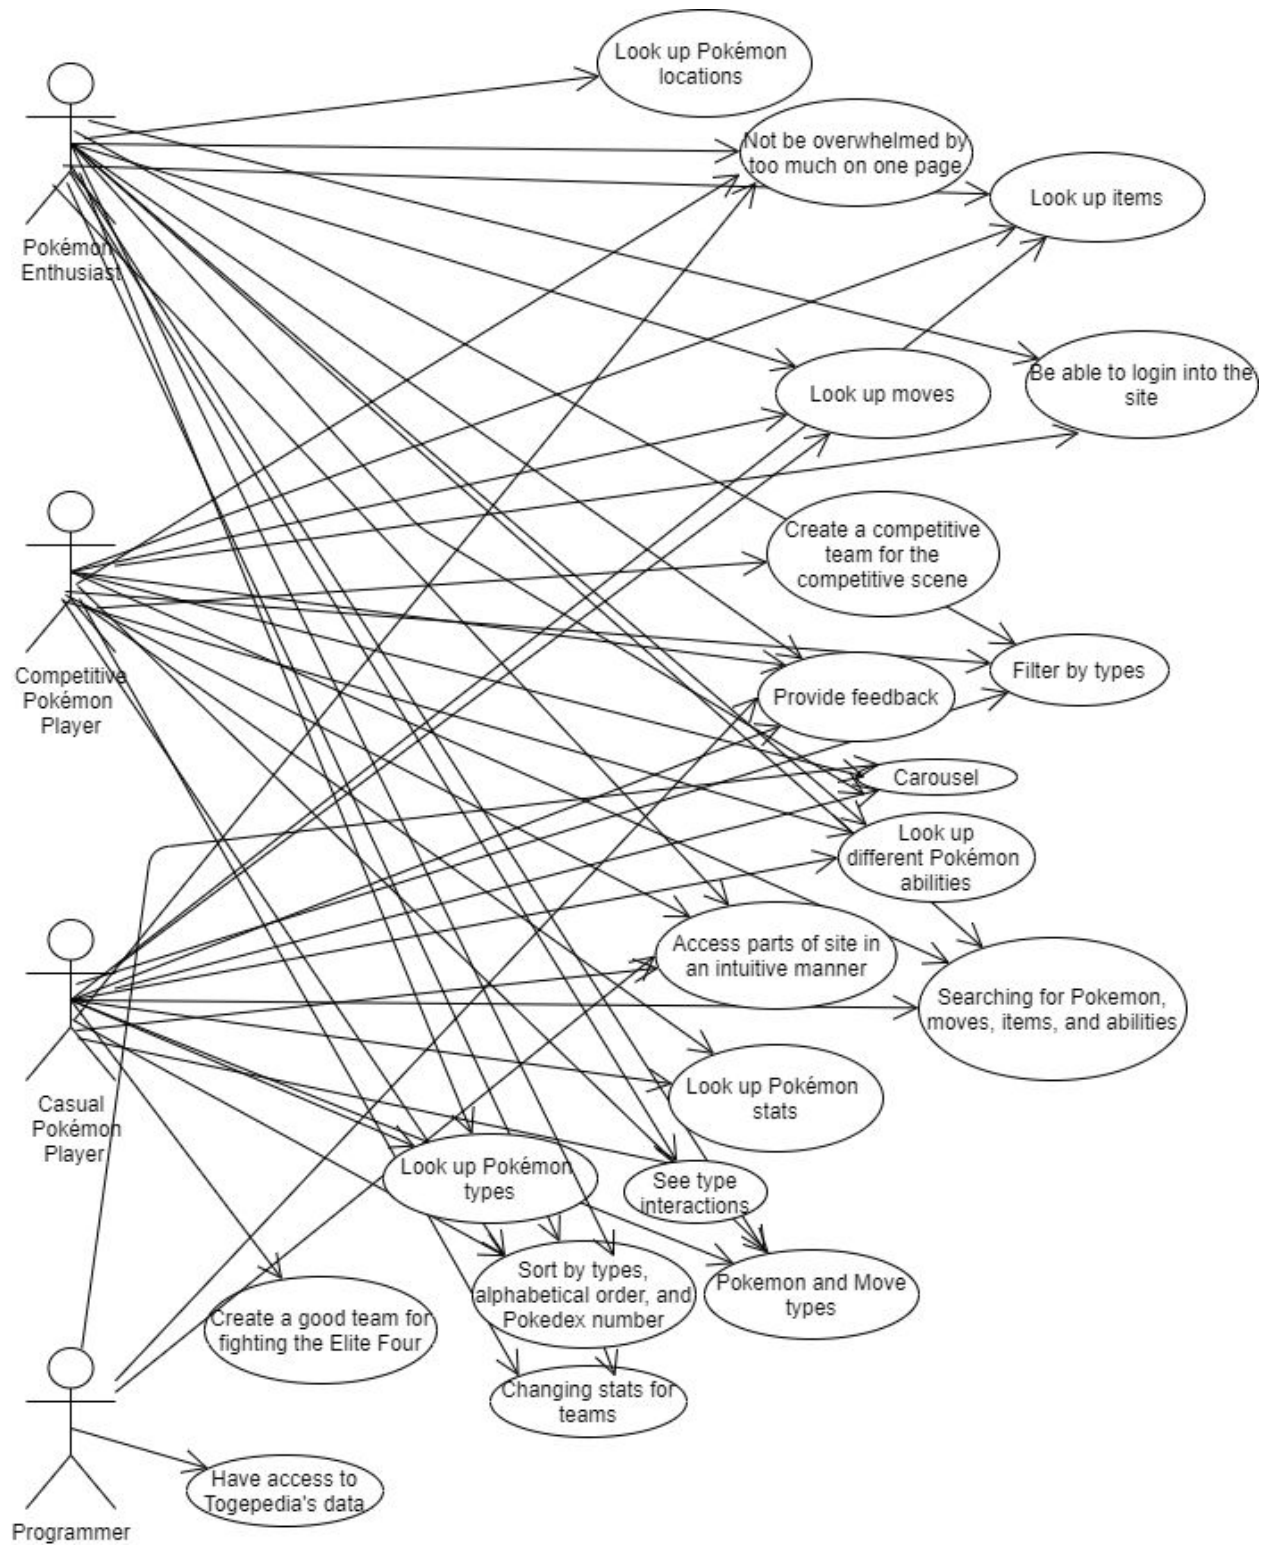 Look up Pokémon
locations
Not be overwhelmed by
too much on one page
Look up items
Pokémon
Enthusiast
Look up moves
Be able to login into the
site
Create a competitive
team for the
competitive scene
Competitive
Pokémon
Player
Filter by types
Provide feedback
Carousel
Look up
different Pokémon
abilities
Access parts of site in
an intuitive manner
Searching for Pokemon,
moves, items, and abilities
Casual
Pokémon
Player
Look up Pokémon
stats
Look up Pokémon
types
See type
interactions
Sort by types,
alphabetical order, and
Pokedex number
Pokemon and Move
types
Create a good team for
fighting the Elite Four
Changing stats for
teams
Have access to
Togepedia's data
Programmer